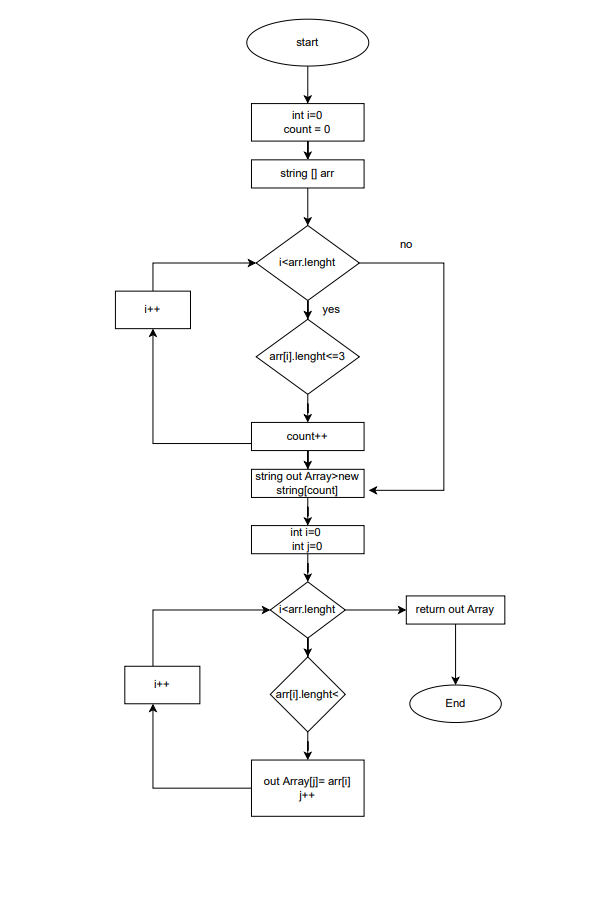 start
int i=0
count = 0
string [] arr
i<arr.lenght
no
i++
yes
arr[i].lenght<=3
count++
string out Array>new
string[count]
int i=0
int j=0
i<arr.lenght
return out Array
i++
arr[i].lenght<
End
out Array[j]= arr[i]
j++